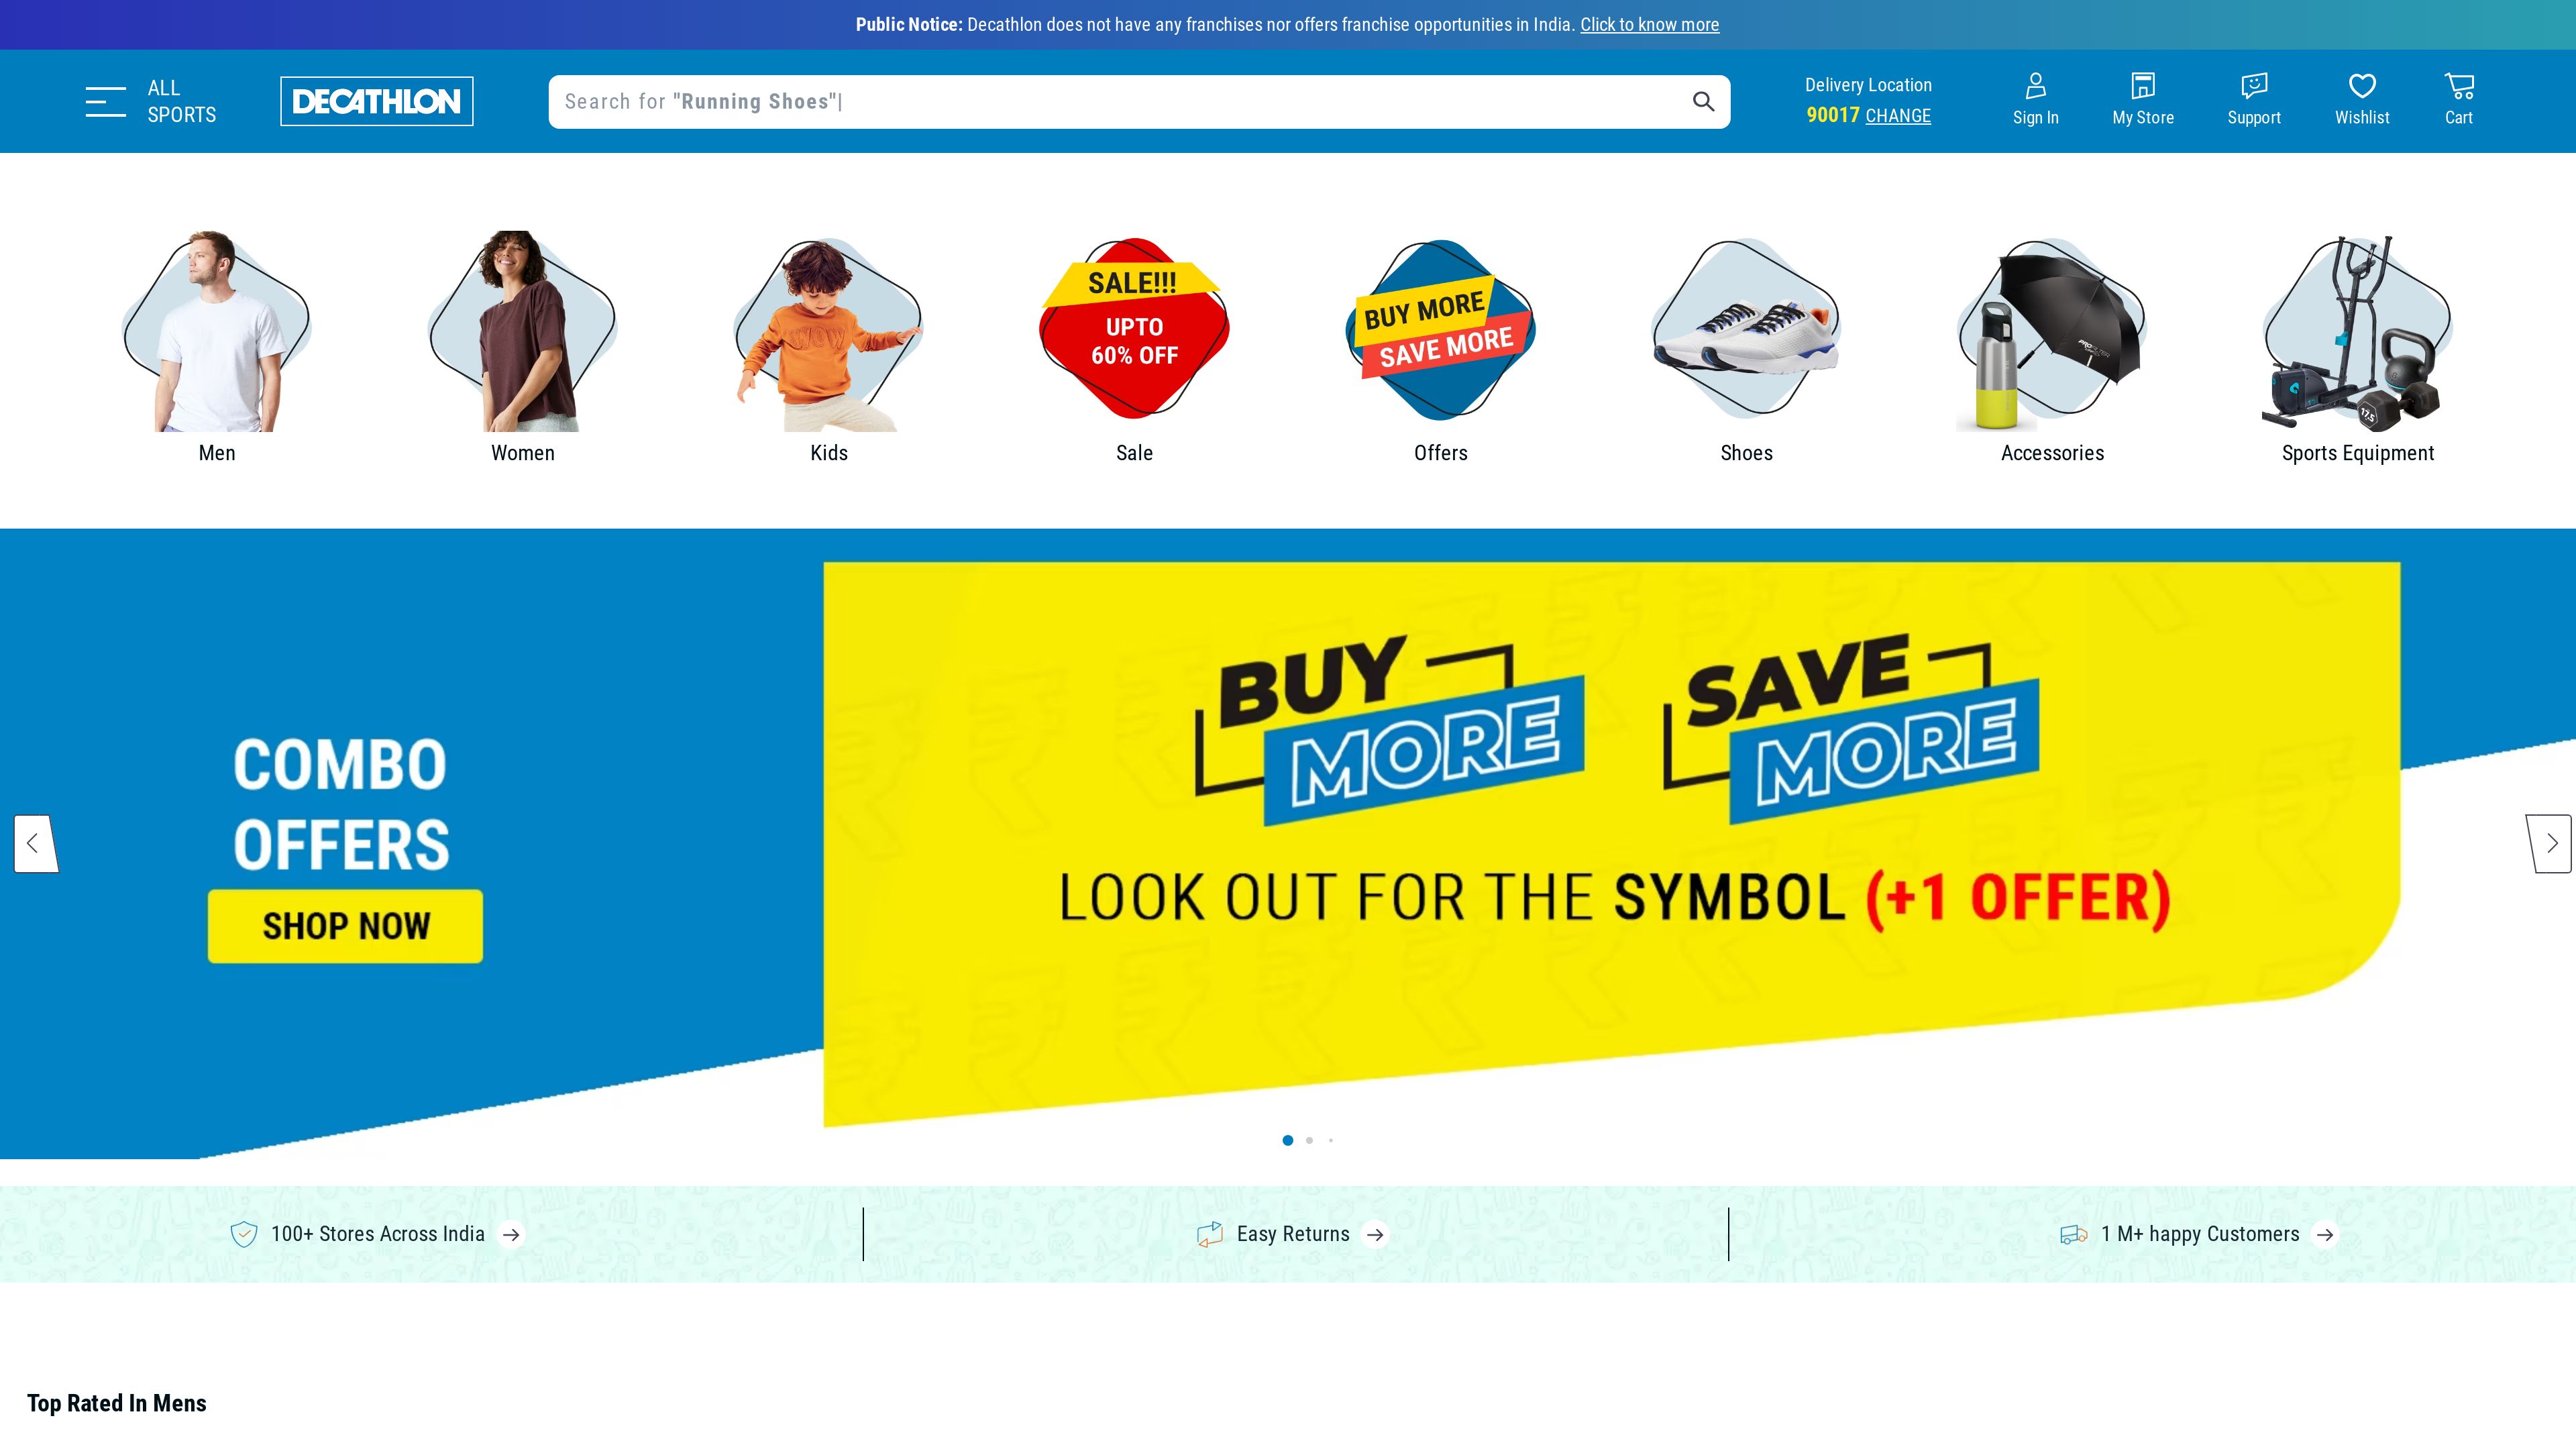 Public Notice: Decathlon does not have any franchises nor offers franchise opportunities in India. Click to know more
ALL
SPORTS
DECATHLON
Search for "Running Shoes"|
Delivery Location
90017 CHANGE
Sign In
My Store
Support
Wishlist
Cart
SALE!!!
UPTO
60% OFF
BUY MORE
SAVE MORE
17.5
Men
Women
Kids
Sale
Offers
Shoes
Accessories
Sports Equipment
COMBO
OFFERS
SHOP NOW
BUY
MORE
SAVE
MORE
LOOK OUT FOR THE SYMBOL (+1 OFFER)
100+ Stores Across India
Easy Returns
1 M+ happy Customers
Top Rated In Mens